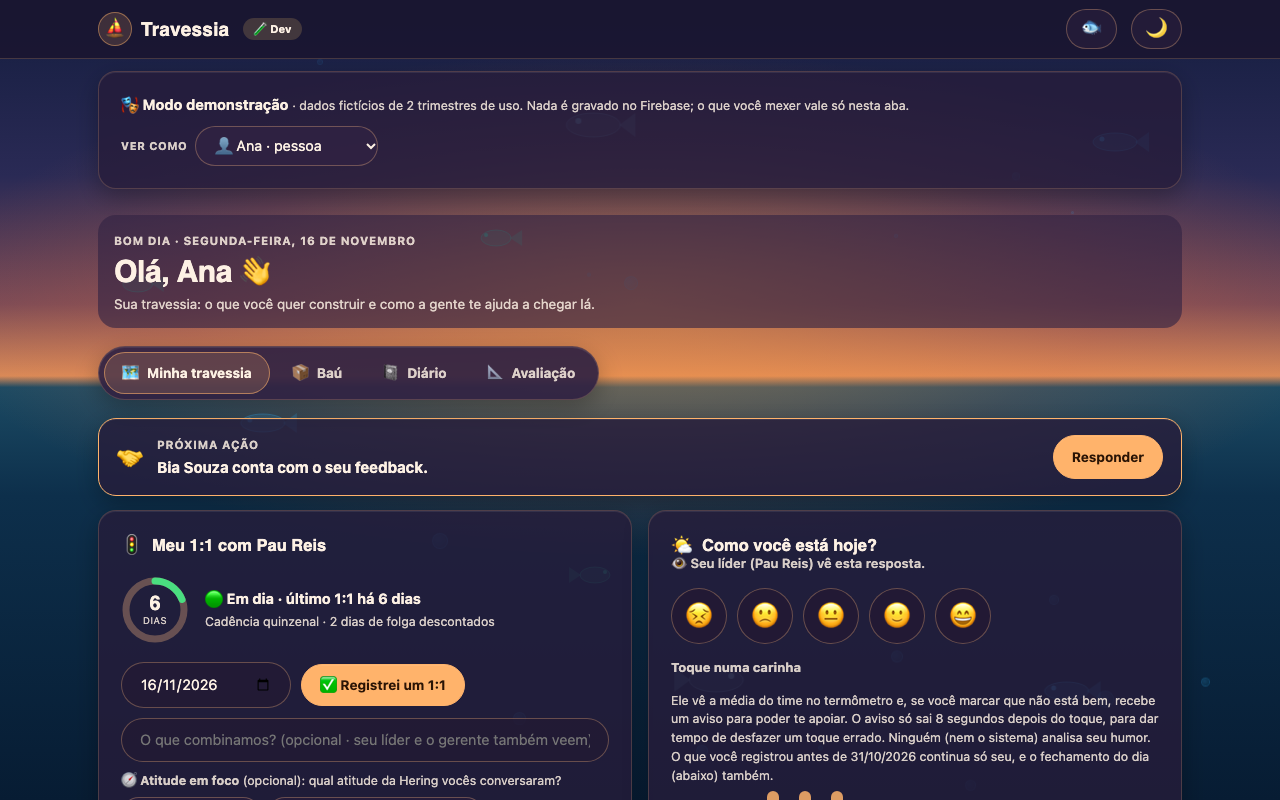 Travessia
Dev
Modo demonstração · dados fictícios de 2 trimestres de uso. Nada é gravado no Firebase; o que você mexer vale só nesta aba.
VER COMO
Ana · pessoa
BOM DIA · SEGUNDA-FEIRA, 16 DE NOVEMBRO
Olá, Ana 👋
Sua travessia: o que você quer construir e como a gente te ajuda a chegar lá.
Minha travessia
Baú
Diário
Avaliação
PRÓXIMA AÇÃO
Bia Souza conta com o seu feedback.
Responder
Meu 1:1 com Pau Reis
6
DIAS
Em dia · último 1:1 há 6 dias
Cadência quinzenal · 2 dias de folga descontados
16/11/2026
Registrei um 1:1
O que combinamos? (opcional · seu líder e o gerente também veem)
Atitude em foco (opcional): qual atitude da Hering vocês conversaram?
Como você está hoje?
Seu líder (Pau Reis) vê esta resposta.
Toque numa carinha
Ele vê a média do time no termômetro e, se você marcar que não está bem, recebe
um aviso para poder te apoiar. O aviso só sai 8 segundos depois do toque, para dar
tempo de desfazer um toque errado. Ninguém (nem o sistema) analisa seu humor.
O que você registrou antes de 31/10/2026 continua só seu, e o fechamento do dia
(abaixo) também.